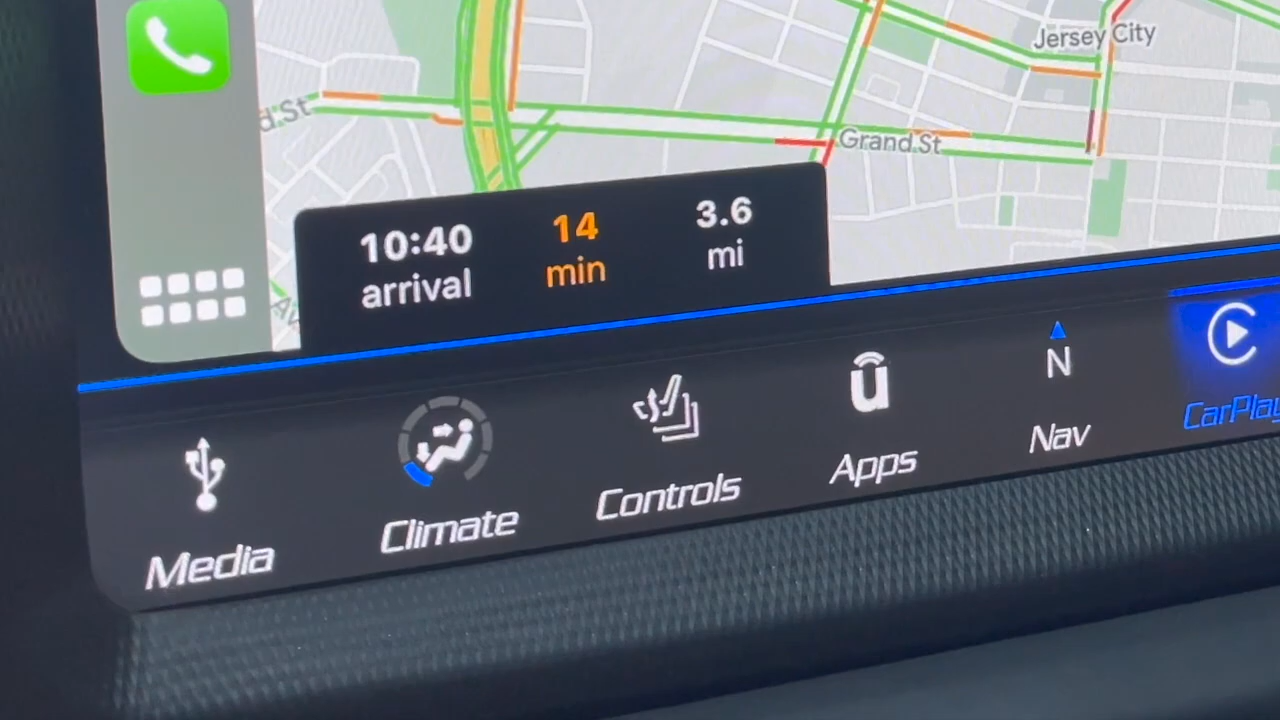 Jersey City
d St
Grand St
10:40
arrival
14
min
3.6
mi
Av
N
Media
Climate
Controls
Apps
Nav
CarPlay